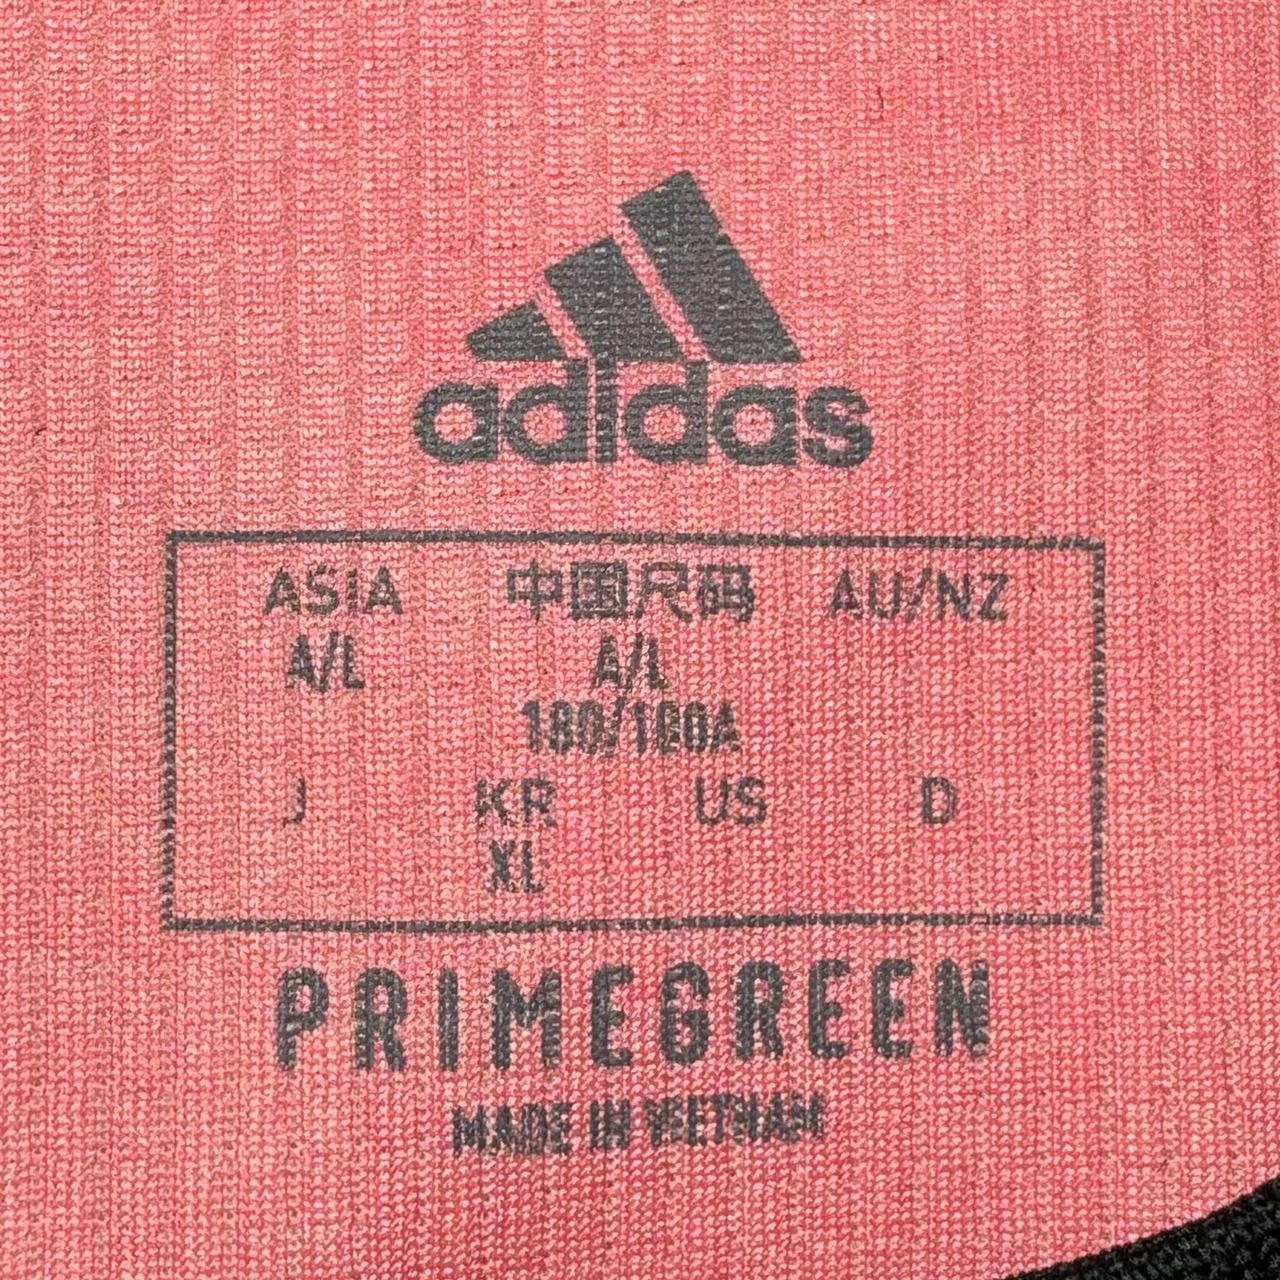 adidas
ASIA 中国尺码 AU/NZ
A/L A/L
180/100A
J KR US D
XL
PRIMEGREEN
MADE IN VIETNAM